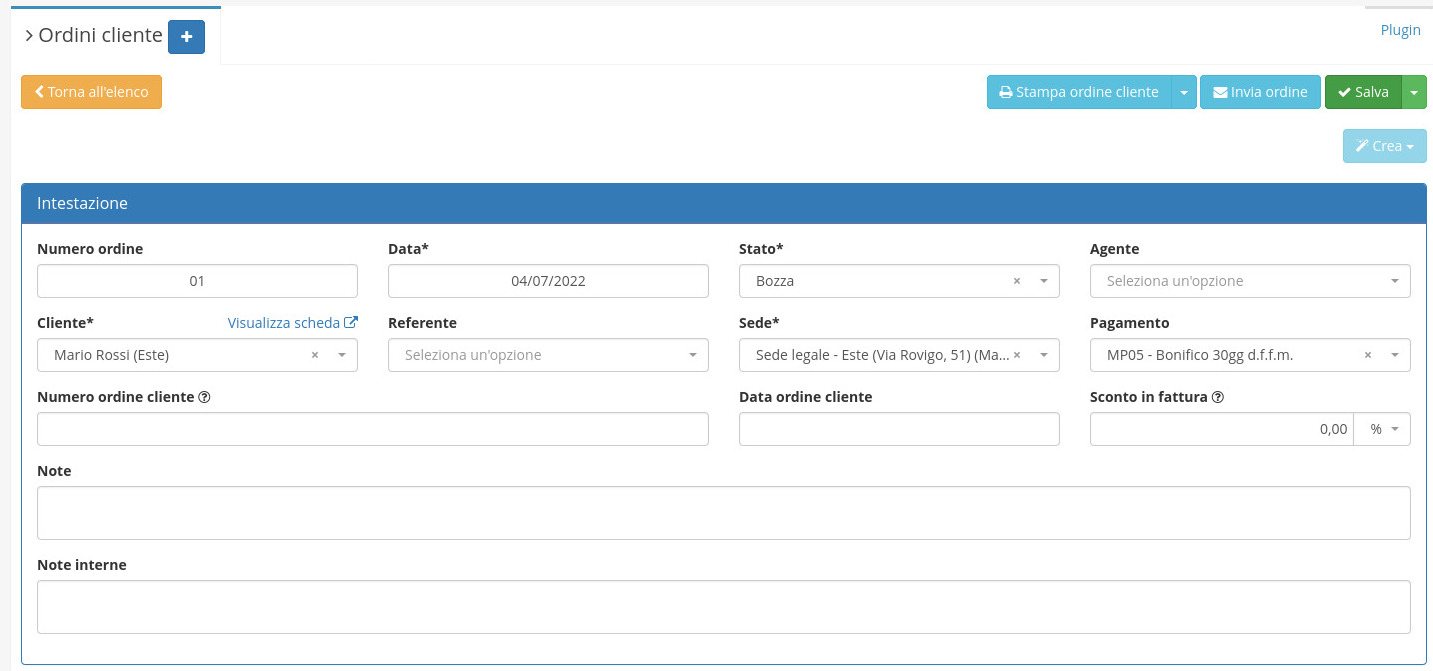 Ordini cliente
Plugin
Torna all'elenco
Stampa ordine cliente
Invia ordine
Salva
Crea
Intestazione
Numero ordine
Data*
Stato*
Agente
01
04/07/2022
Bozza ×
Seleziona un'opzione
Cliente*
Visualizza scheda
Referente
Sede*
Pagamento
Mario Rossi (Este) ×
Seleziona un'opzione
Sede legale - Este (Via Rovigo, 51) (Ma... ×
MP05 - Bonifico 30gg d.f.f.m. ×
Numero ordine cliente
Data ordine cliente
Sconto in fattura
0,00
%
Note
Note interne